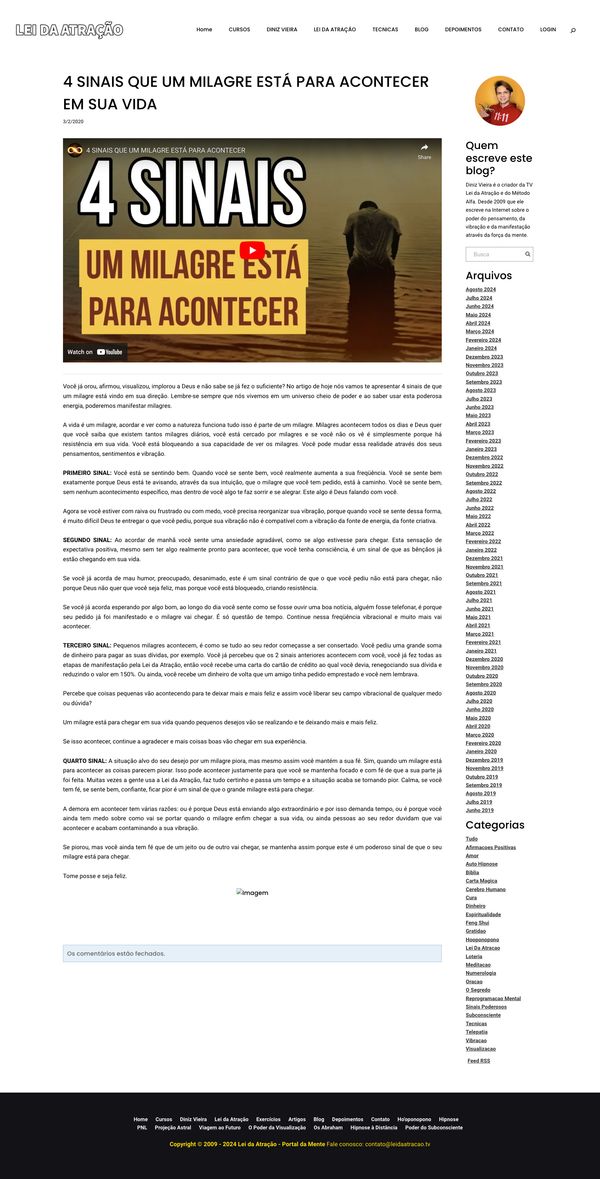 LEI DA ATRAÇÃO
Home CURSOS DINIZ VIEIRA LEI DA ATRAÇÃO TECNICAS BLOG DEPOIMENTOS CONTATO LOGIN
4 SINAIS QUE UM MILAGRE ESTÁ PARA ACONTECER
EM SUA VIDA
3/2/2020
4 SINAIS QUE UM MILAGRE ESTÁ PARA ACONTECER
Share
4 SINAIS
UM MILAGRE ESTÁ
PARA ACONTECER
Watch on YouTube
Você já orou, afirmou, visualizou, implorou a Deus e não sabe se já fez o suficiente? No artigo de hoje nós vamos te apresentar 4 sinais de que
um milagre está vindo em sua direção. Lembre-se sempre que nós vivemos em um universo cheio de poder e ao saber usar esta poderosa
energia, poderemos manifestar milagres.
A vida é um milagre, acordar e ver como a natureza funciona tudo isso é parte de um milagre. Milagres acontecem todos os dias e Deus quer
que você saiba que existem tantos milagres diários, você está cercado por milagres e se você não os vê é simplesmente porque há
resistência em sua vida. Você está bloqueando a sua capacidade de ver os milagres. Você pode mudar essa realidade através dos seus
pensamentos, sentimentos e vibração.
PRIMEIRO SINAL: Você está se sentindo bem. Quando você se sente bem, você realmente aumenta a sua freqüência. Você se sente bem
exatamente porque Deus está te avisando, através da sua intuição, que o milagre que você tem pedido, está à caminho. Você se sente bem,
sem nenhum acontecimento específico, mas dentro de você algo te faz sorrir e se alegrar. Este algo é Deus falando com você.
Agora se você estiver com raiva ou frustrado ou com medo, você precisa reorganizar sua vibração, porque quando você se sente dessa forma,
é muito difícil Deus te entregar o que você pediu, porque sua vibração não é compatível com a vibração da fonte de energia, da fonte criativa.
SEGUNDO SINAL: Ao acordar de manhã você sente uma ansiedade agradável, como se algo estivesse para chegar. Esta sensação de
expectativa positiva, mesmo sem ter algo realmente pronto para acontecer, que você tenha consciência, é um sinal de que as bênçãos já
estão chegando em sua vida.
Se você já acorda de mau humor, preocupado, desanimado, este é um sinal contrário de que o que você pediu não está para chegar, não
porque Deus não quer que você seja feliz, mas porque você está bloqueado, criando resistência.
Se você já acorda esperando por algo bom, ao longo do dia você sente como se fosse ouvir uma boa notícia, alguém fosse telefonar, é porque
seu pedido já foi manifestado e o milagre vai chegar. É só questão de tempo. Continue nessa freqüência vibracional e muito mais vai
acontecer.
TERCEIRO SINAL: Pequenos milagres acontecem, é como se tudo ao seu redor começasse a ser consertado. Você pediu uma grande soma
de dinheiro para pagar as suas dívidas, por exemplo. Você já percebeu que os 2 sinais anteriores acontecem com você, você já fez todas as
etapas de manifestação pela Lei da Atração, então você recebe uma carta do cartão de crédito ao qual você devia, renegociando sua dívida e
reduzindo o valor em 150%. Ou ainda, você recebe um dinheiro de volta que um amigo tinha pedido emprestado e você nem lembrava.
Percebe que coisas pequenas vão acontecendo para te deixar mais e mais feliz e assim você liberar seu campo vibracional de qualquer medo
ou dúvida?
Um milagre está para chegar em sua vida quando pequenos desejos vão se realizando e te deixando mais e mais feliz.
Se isso acontecer, continue a agradecer e mais coisas boas vão chegar em sua experiência.
QUARTO SINAL: A situação alvo do seu desejo por um milagre piora, mas mesmo assim você mantém a sua fé. Sim, quando um milagre está
para acontecer as coisas parecem piorar. Isso pode acontecer justamente para que você se mantenha focado e com fé de que a sua parte já
foi feita. Muitas vezes a gente usa a Lei da Atração, faz tudo certinho e passa um tempo e a situação acaba se tornando pior. Calma, se você
tem fé, se sente bem, confiante, ficar pior é um sinal de que o grande milagre está para chegar.
A demora em acontecer tem várias razões: ou é porque Deus está enviando algo extraordinário e por isso demanda tempo, ou é porque você
ainda tem medo sobre como vai se portar quando o milagre enfim chegar a sua vida, ou ainda pessoas ao seu redor duvidam que vai
acontecer e acabam contaminando a sua vibração.
Se piorou, mas você ainda tem fé que de um jeito ou de outro vai chegar, se mantenha assim porque este é um poderoso sinal de que o seu
milagre está para chegar.
Tome posse e seja feliz.
imagem
Os comentários estão fechados.
11:11
Quem
escreve este
blog?
Diniz Vieira é o criador da TV
Lei da Atração e do Método
Alfa. Desde 2009 que ele
escreve na Internet sobre o
poder do pensamento, da
vibração e da manifestação
através da força da mente.
Busca
Arquivos
Agosto 2024
Julho 2024
Junho 2024
Maio 2024
Abril 2024
Março 2024
Fevereiro 2024
Janeiro 2024
Dezembro 2023
Novembro 2023
Outubro 2023
Setembro 2023
Agosto 2023
Julho 2023
Junho 2023
Maio 2023
Abril 2023
Março 2023
Fevereiro 2023
Janeiro 2023
Dezembro 2022
Novembro 2022
Outubro 2022
Setembro 2022
Agosto 2022
Julho 2022
Junho 2022
Maio 2022
Abril 2022
Março 2022
Fevereiro 2022
Janeiro 2022
Dezembro 2021
Novembro 2021
Outubro 2021
Setembro 2021
Agosto 2021
Julho 2021
Junho 2021
Maio 2021
Abril 2021
Março 2021
Fevereiro 2021
Janeiro 2021
Dezembro 2020
Novembro 2020
Outubro 2020
Setembro 2020
Agosto 2020
Julho 2020
Junho 2020
Maio 2020
Abril 2020
Março 2020
Fevereiro 2020
Janeiro 2020
Dezembro 2019
Novembro 2019
Outubro 2019
Setembro 2019
Agosto 2019
Julho 2019
Junho 2019
Categorias
Tudo
Afirmacoes Positivas
Amor
Auto Hipnose
Biblia
Carta Magica
Cerebro Humano
Cura
Dinheiro
Espiritualidade
Feng Shui
Gratidao
Hooponopono
Lei Da Atracao
Loteria
Meditacao
Numerologia
Oracao
O Segredo
Reprogramacao Mental
Sinais Poderosos
Subconsciente
Tecnicas
Telepatia
Vibracao
Visualizacao
Feed RSS
Home Cursos Diniz Vieira Lei da Atração Exercícios Artigos Blog Depoimentos Contato Ho'oponopono Hipnose
PNL Projeção Astral Viagem ao Futuro O Poder da Visualização Os Abraham Hipnose à Distância Poder do Subconsciente
Copyright © 2009 - 2024 Lei da Atração - Portal da Mente Fale conosco: contato@leidaatracao.tv